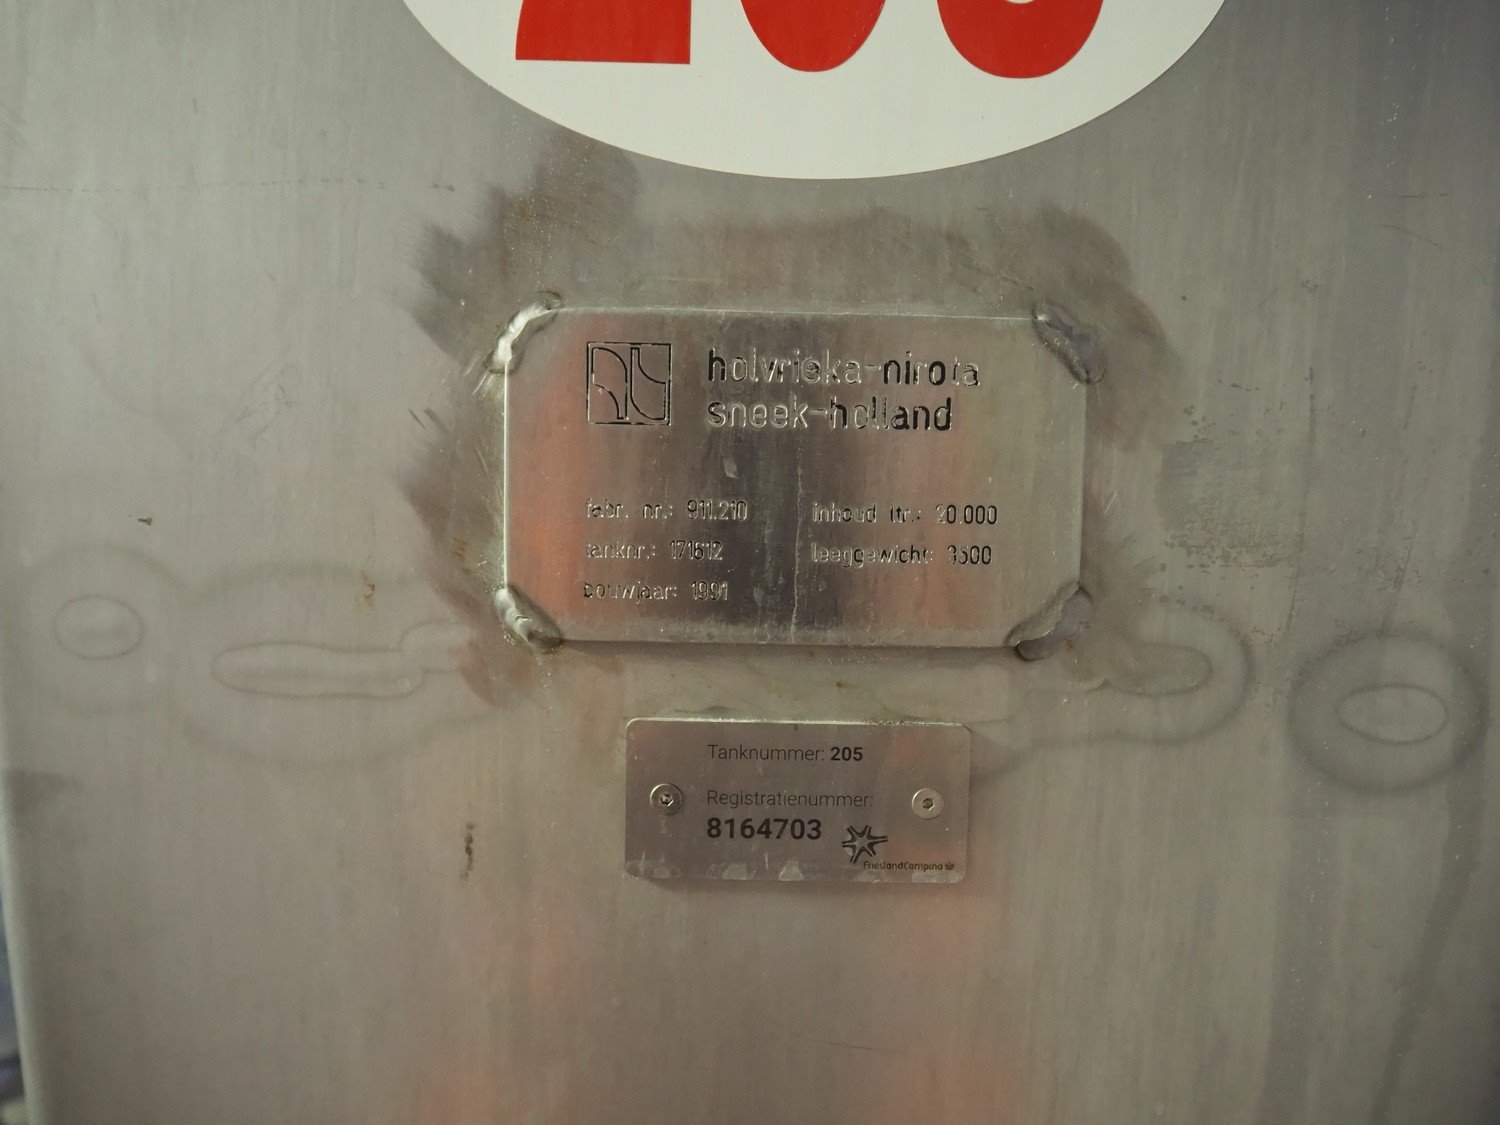 205
holvrieka-nirota
sneek-holland
fabr. nr.: 911.210
inhoud ltr.: 20.000
tanknr.: 171612
leeggewicht: 3500
bouwjaar: 1991
Tanknummer: 205
Registratienummer:
8164703
FrieslandCampina